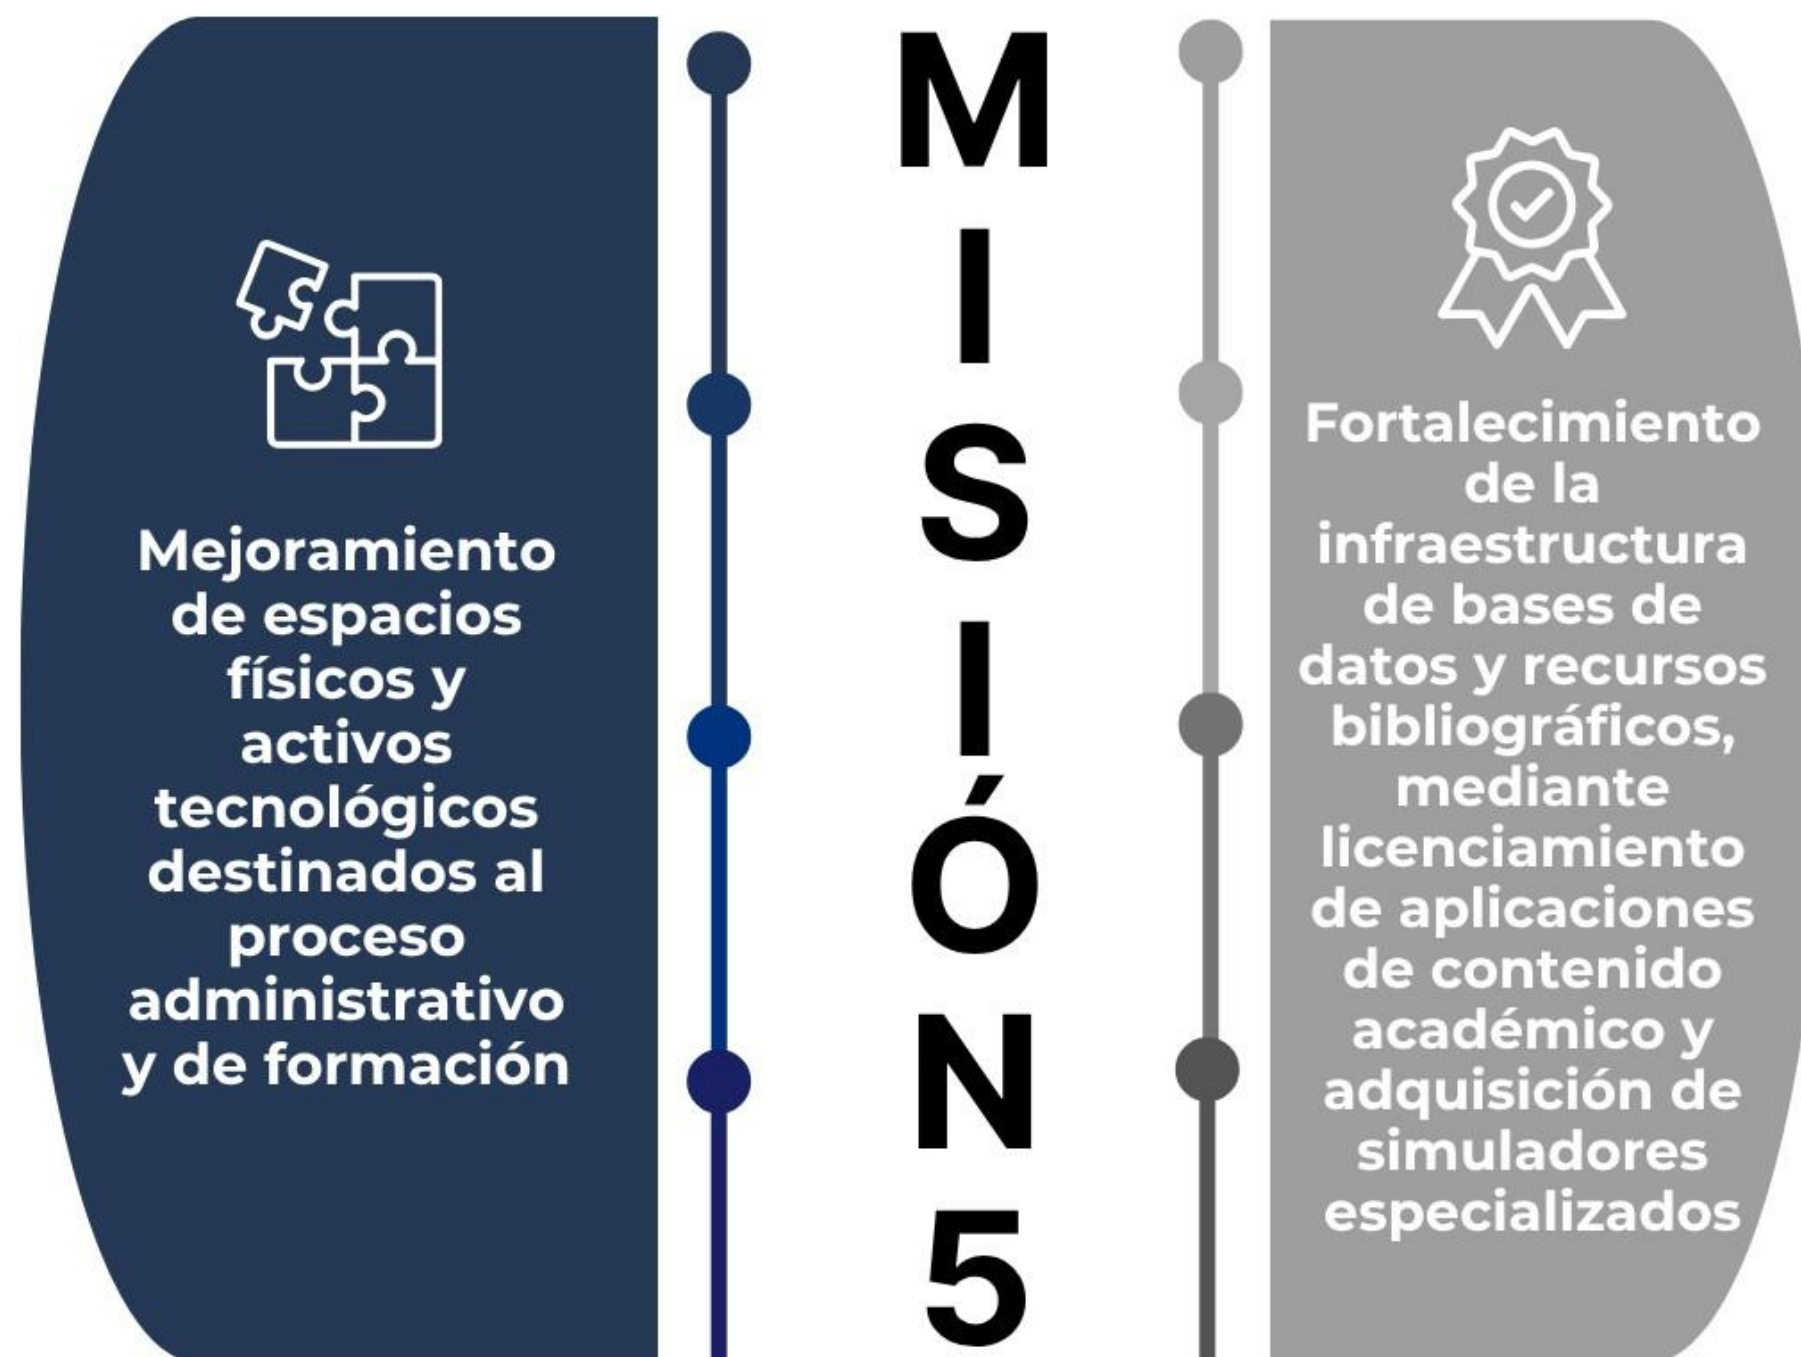 Mejoramiento
de espacios
físicos y
activos
tecnológicos
destinados al
proceso
administrativo
y de formación
MISIÓN 5
Fortalecimiento
de la
infraestructura
de bases de
datos y recursos
bibliográficos,
mediante
licenciamiento
de aplicaciones
de contenido
académico y
adquisición de
simuladores
especializados